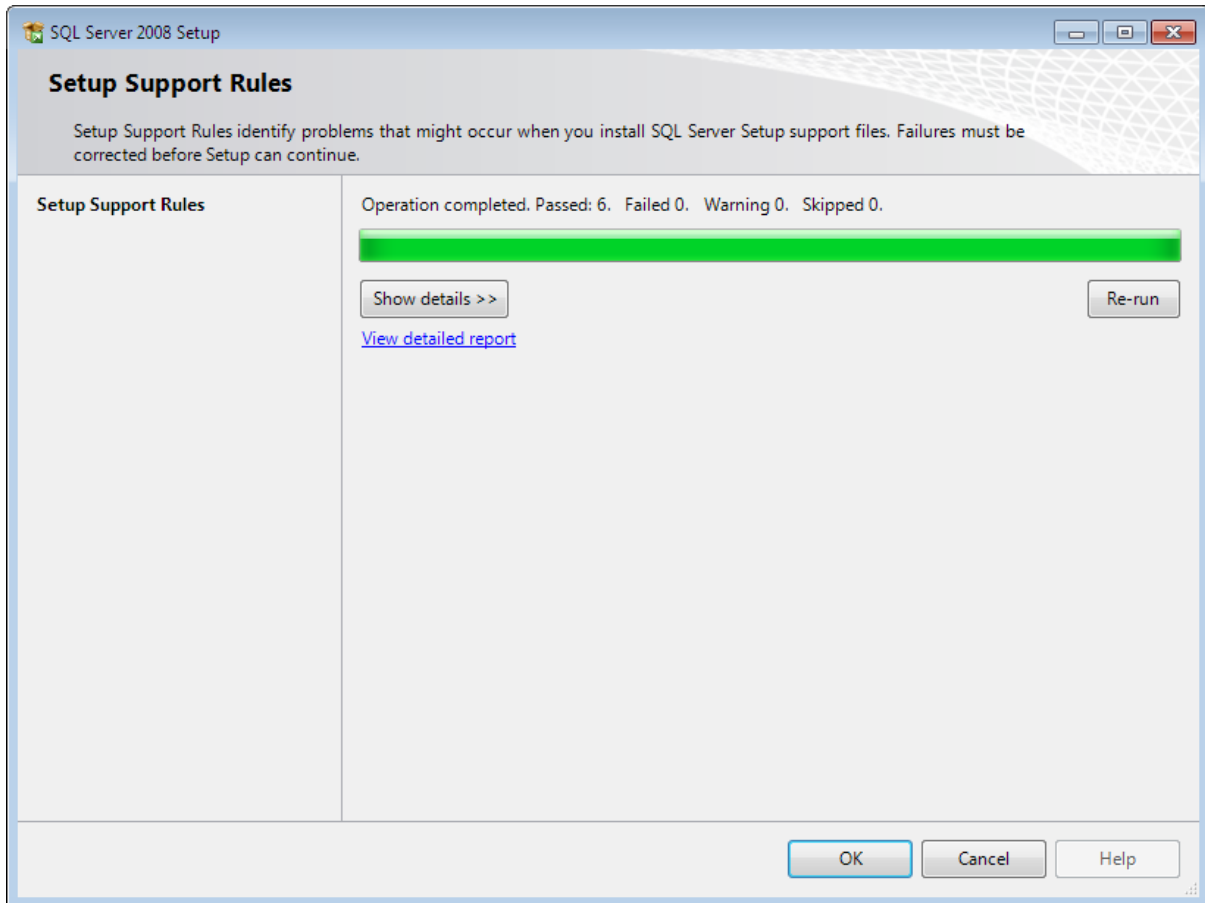 SQL Server 2008 Setup
Setup Support Rules
Setup Support Rules identify problems that might occur when you install SQL Server Setup support files. Failures must be
corrected before Setup can continue.
Setup Support Rules
Operation completed. Passed: 6. Failed 0. Warning 0. Skipped 0.
Show details >>
Re-run
View detailed report
OK
Cancel
Help